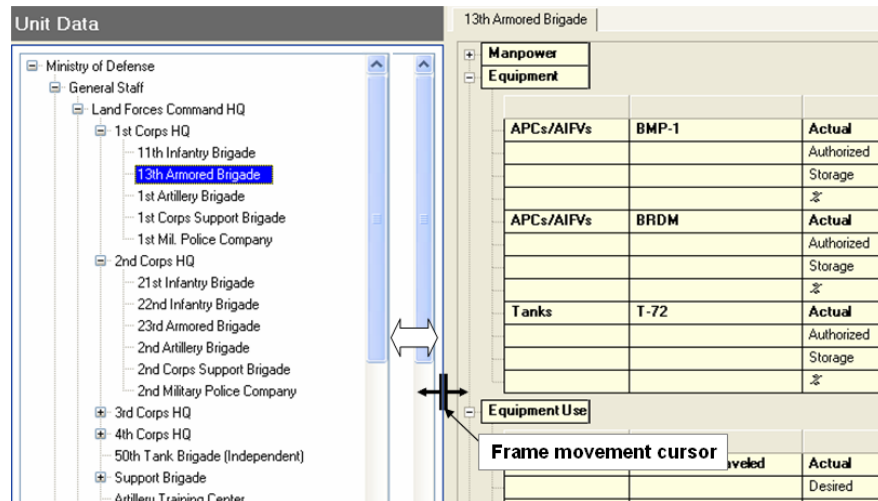 Unit Data
Ministry of Defense
General Staff
Land Forces Command HQ
1st Corps HQ
11th Infantry Brigade
13th Armored Brigade
1st Artillery Brigade
1st Corps Support Brigade
1st Mil. Police Company
2nd Corps HQ
21st Infantry Brigade
22nd Infantry Brigade
23rd Armored Brigade
2nd Artillery Brigade
2nd Corps Support Brigade
2nd Military Police Company
3rd Corps HQ
4th Corps HQ
50th Tank Brigade (Independent)
Support Brigade
Artillery Training Center
13th Armored Brigade
Manpower
Equipment
APCs/AIFVs BMP-1 Actual
Authorized
Storage
%
APCs/AIFVs BRDM Actual
Authorized
Storage
%
Tanks T-72 Actual
Authorized
Storage
%
Equipment Use
Frame movement cursor
Actual
Desired